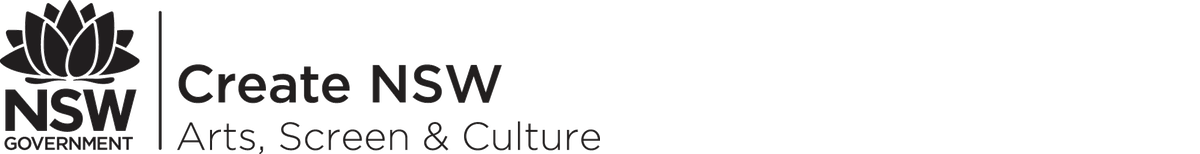 NSW
GOVERNMENT
Create NSW
Arts, Screen & Culture